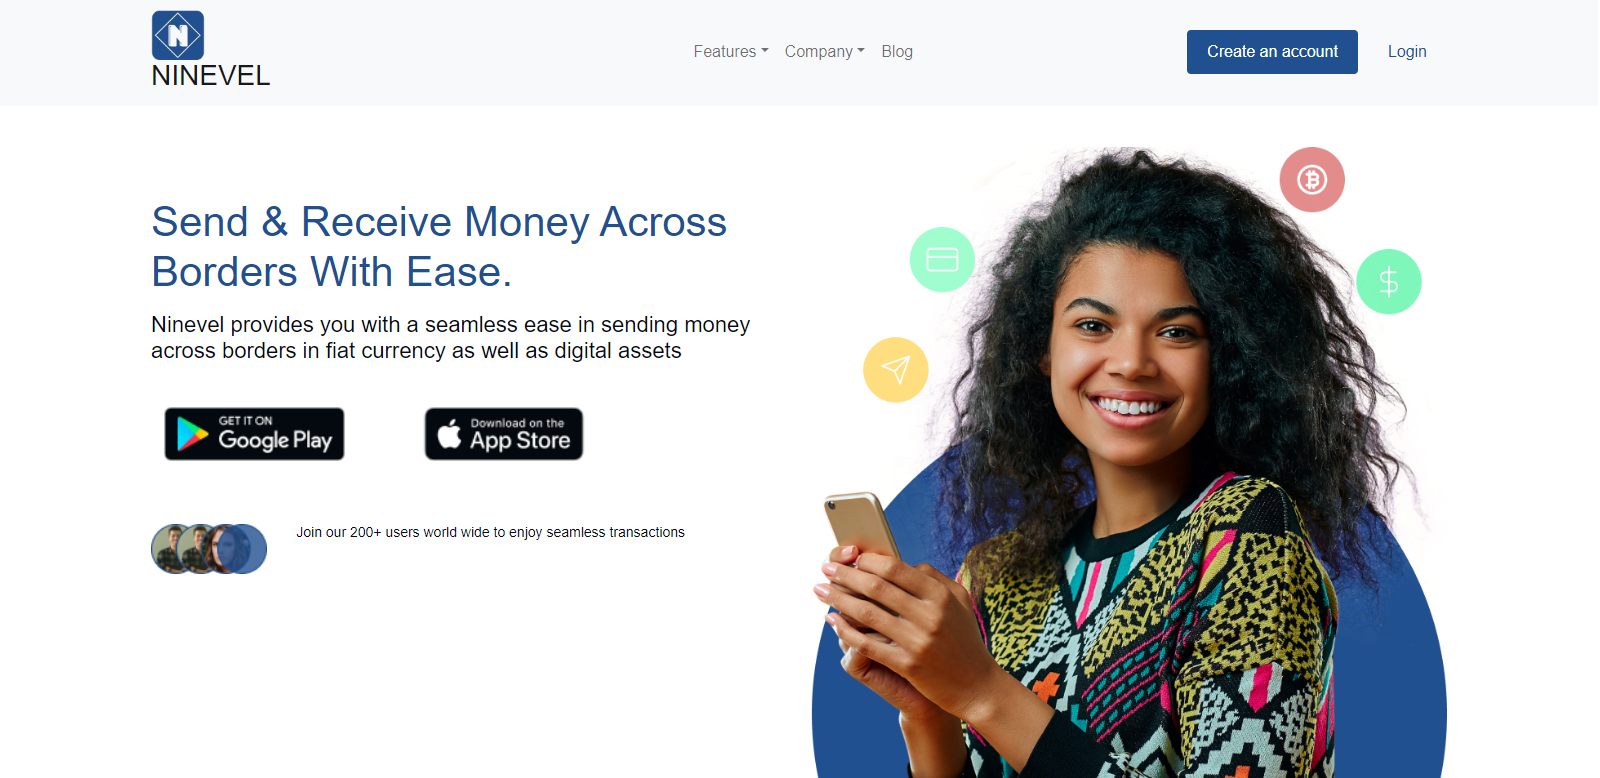 N
NINEVEL
Features
Company
Blog
Create an account
Login
Send & Receive Money Across
Borders With Ease.
Ninevel provides you with a seamless ease in sending money
across borders in fiat currency as well as digital assets
GET IT ON
Google Play
Download on the
App Store
Join our 200+ users world wide to enjoy seamless transactions